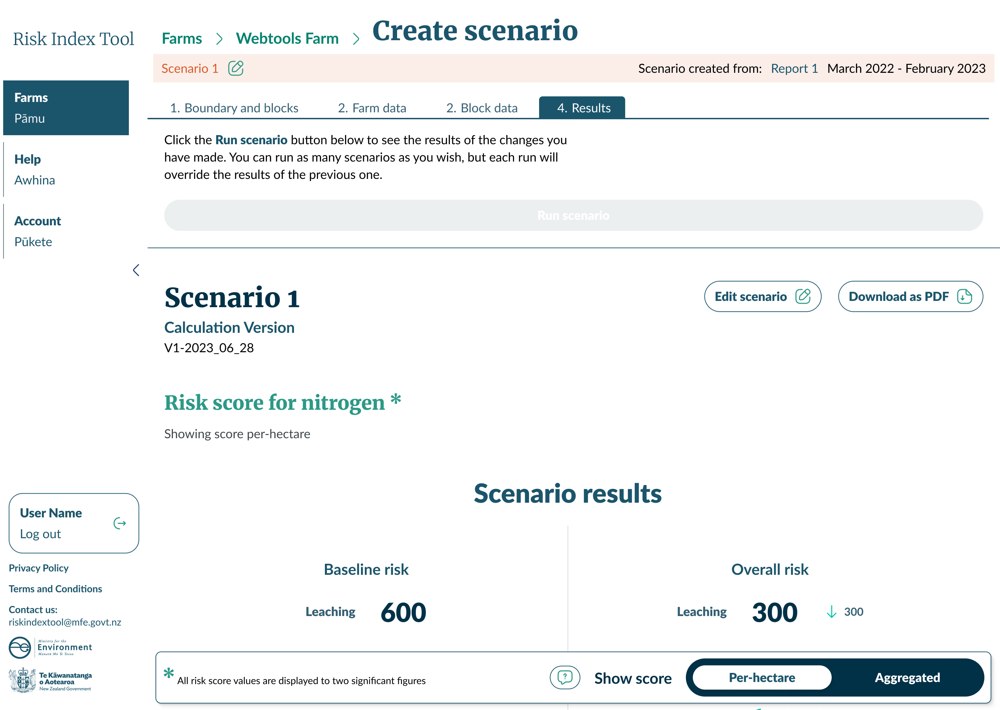 Risk Index Tool
Farms
Webtools Farm
Create scenario
Scenario 1
Scenario created from: Report 1 March 2022 - February 2023
Farms
Pāmu
Help
Awhina
Account
Pūkete
1. Boundary and blocks
2. Farm data
2. Block data
4. Results
Click the Run scenario button below to see the results of the changes you
have made. You can run as many scenarios as you wish, but each run will
override the results of the previous one.
Run scenario
Scenario 1
Edit scenario
Download as PDF
Calculation Version
V1-2023_06_28
Risk score for nitrogen *
Showing score per-hectare
Scenario results
Baseline risk
Leaching 600
Overall risk
Leaching 300
300
User Name
Log out
Privacy Policy
Terms and Conditions
Contact us:
riskindextool@mfe.govt.nz
Ministry for the
Environment
Manatū Mō Te Taiao
Te Kāwanatanga
o Aotearoa
New Zealand Government
* All risk score values are displayed to two significant figures
?
Show score
Per-hectare
Aggregated